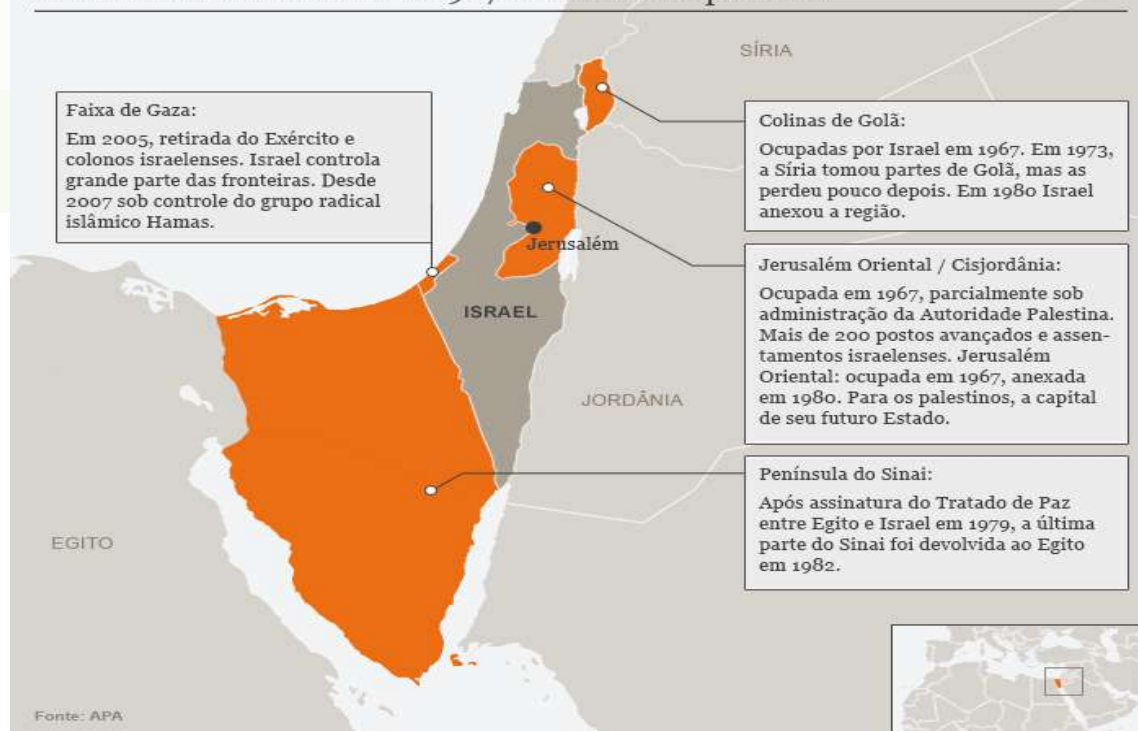 SÍRIA
Faixa de Gaza:
Em 2005, retirada do Exército e
colonos israelenses. Israel controla
grande parte das fronteiras. Desde
2007 sob controle do grupo radical
islâmico Hamas.
Colinas de Golã:
Ocupadas por Israel em 1967. Em 1973,
a Síria tomou partes de Golã, mas as
perdeu pouco depois. Em 1980 Israel
anexou a região.
Jerusalém
Jerusalém Oriental / Cisjordânia:
Ocupada em 1967, parcialmente sob
administração da Autoridade Palestina.
Mais de 200 postos avançados e assen-
tamentos israelenses. Jerusalém
Oriental: ocupada em 1967, anexada
em 1980. Para os palestinos, a capital
de seu futuro Estado.
ISRAEL
JORDÂNIA
Península do Sinai:
Após assinatura do Tratado de Paz
entre Egito e Israel em 1979, a última
parte do Sinai foi devolvida ao Egito
em 1982.
EGITO
Fonte: APA